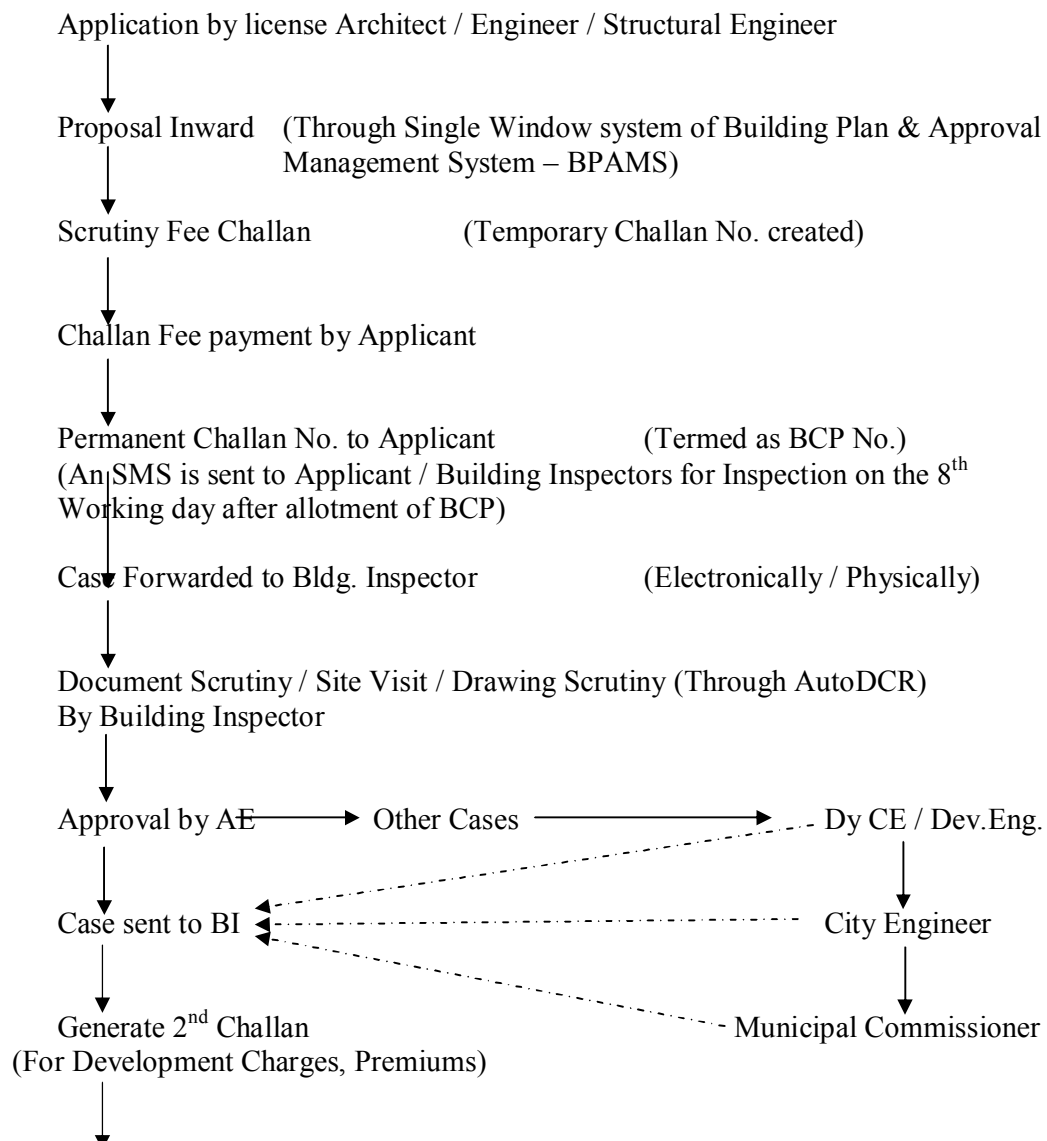 Application by license Architect / Engineer / Structural Engineer
Proposal Inward (Through Single Window system of Building Plan & Approval
Management System – BPAMS)
Scrutiny Fee Challan (Temporary Challan No. created)
Challan Fee payment by Applicant
Permanent Challan No. to Applicant (Termed as BCP No.)
(An SMS is sent to Applicant / Building Inspectors for Inspection on the 8th
Working day after allotment of BCP)
Case Forwarded to Bldg. Inspector (Electronically / Physically)
Document Scrutiny / Site Visit / Drawing Scrutiny (Through AutoDCR)
By Building Inspector
Approval by AE Other Cases Dy CE / Dev.Eng.
Case sent to BI City Engineer
Generate 2nd Challan Municipal Commissioner
(For Development Charges, Premiums)